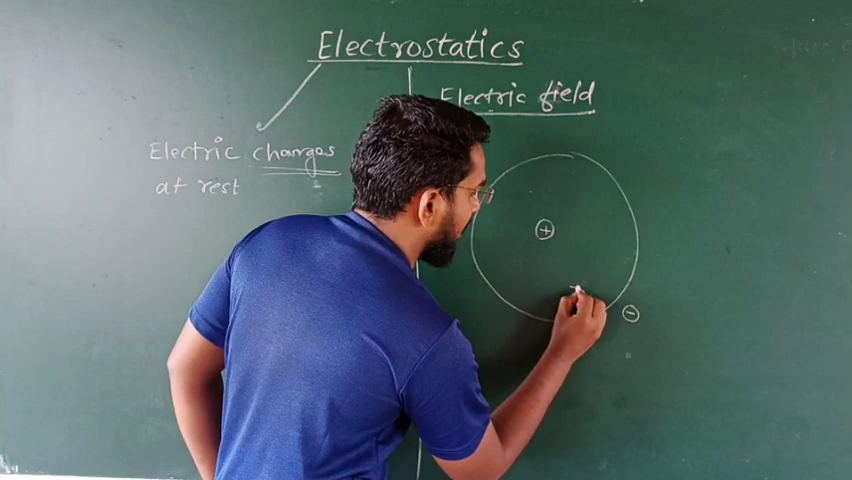 Electrostatics
Electric field
Electric charges
at rest
+
-